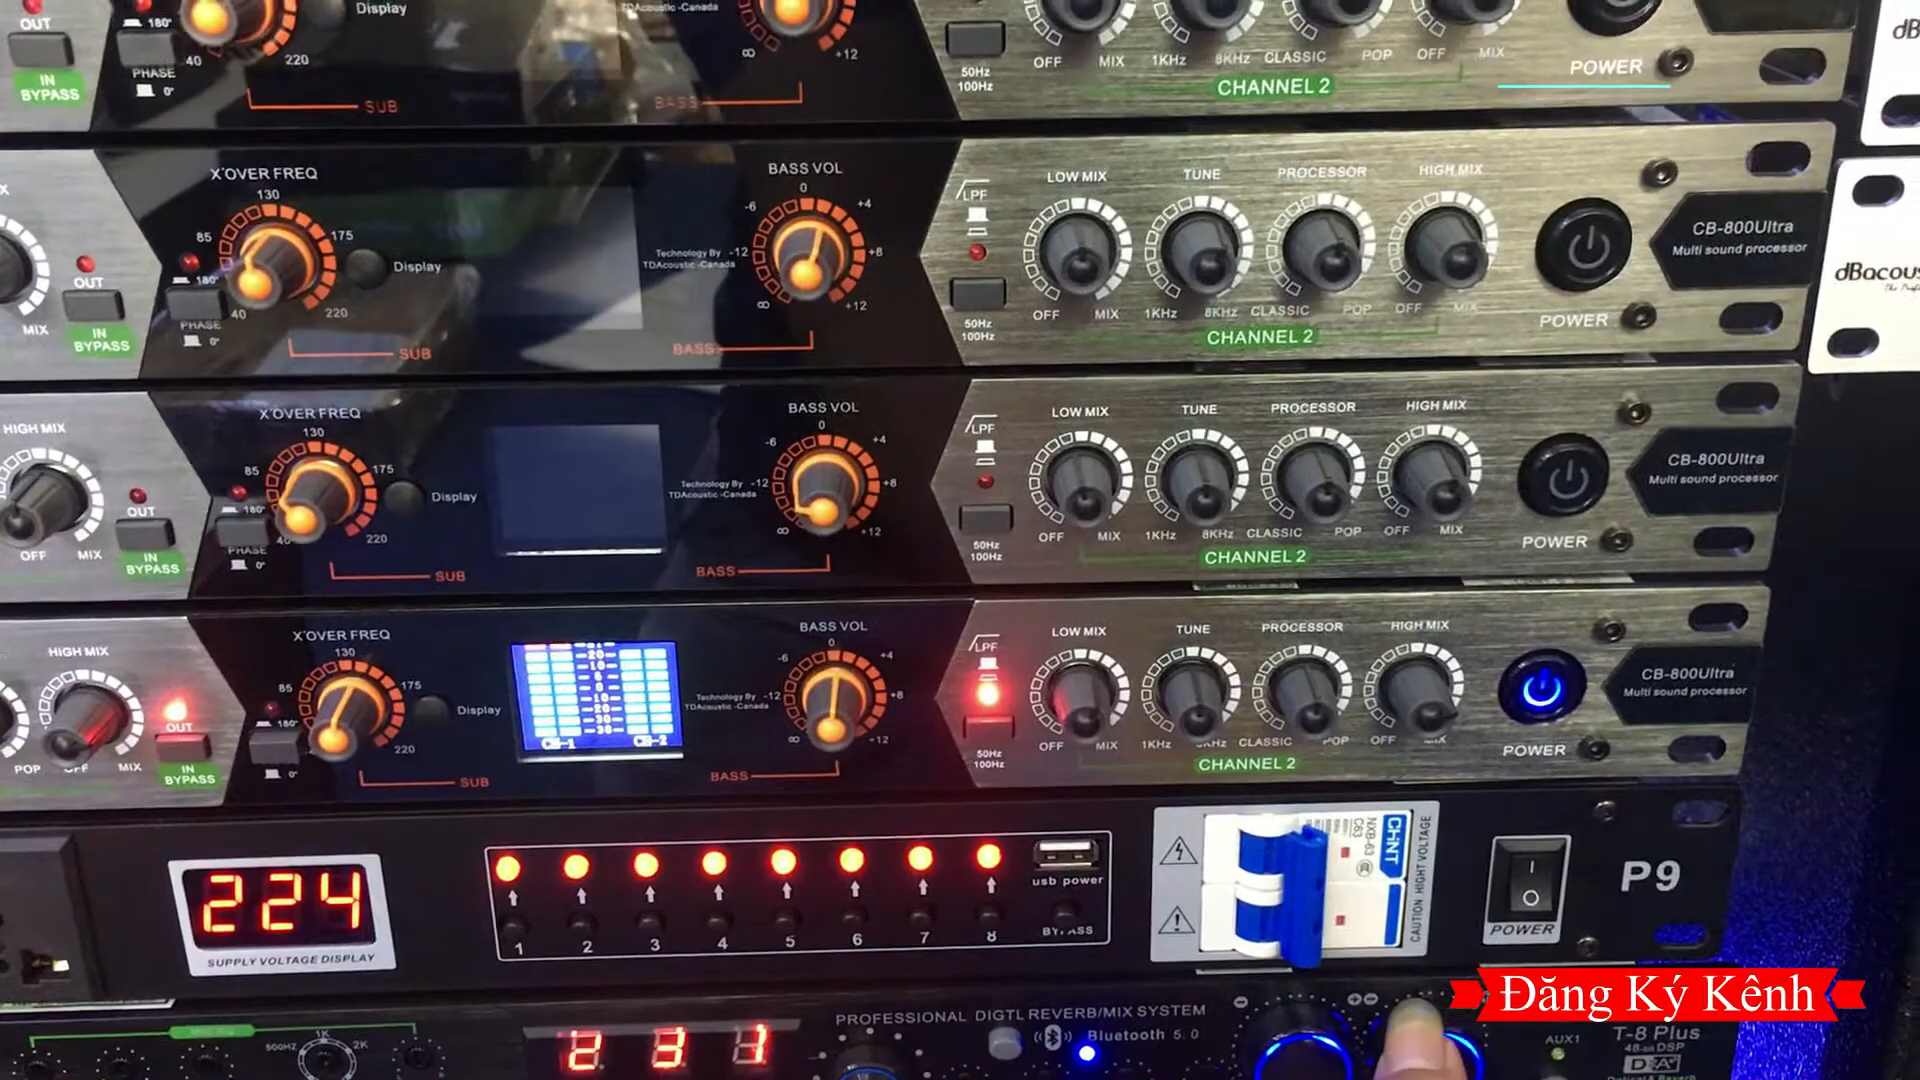 OUT
IN
BYPASS
180°
PHASE
0°
40
220
Display
SUB
TDAcoustic -Canada
∞
+12
BASS
50Hz
100Hz
OFF
MIX
1KHz
8KHz
CLASSIC
POP
OFF
MIX
CHANNEL 2
POWER
MIX
OUT
IN
BYPASS
X'OVER FREQ
130
85
175
180°
40
220
PHASE
0°
Display
SUB
BASS VOL
0
-6
+4
Technology By
TDAcoustic -Canada
-12
+8
∞
+12
BASS
LPF
50Hz
100Hz
LOW MIX
TUNE
PROCESSOR
HIGH MIX
OFF
MIX
1KHz
8KHz
CLASSIC
POP
OFF
MIX
CHANNEL 2
POWER
CB-800Ultra
Multi sound processor
HIGH MIX
OFF
MIX
OUT
IN
BYPASS
X'OVER FREQ
130
85
175
180°
40
220
PHASE
0°
Display
SUB
BASS VOL
0
-6
+4
Technology By
TDAcoustic -Canada
-12
+8
∞
+12
BASS
LPF
50Hz
100Hz
LOW MIX
TUNE
PROCESSOR
HIGH MIX
OFF
MIX
1KHz
8KHz
CLASSIC
POP
OFF
MIX
CHANNEL 2
POWER
CB-800Ultra
Multi sound processor
HIGH MIX
POP
OFF
MIX
OUT
IN
BYPASS
X'OVER FREQ
130
85
175
180°
220
0°
Display
SUB
CH-1
CH-2
BASS VOL
0
-6
+4
Technology By
TDAcoustic -Canada
-12
+8
∞
+12
BASS
LPF
50Hz
100Hz
LOW MIX
TUNE
PROCESSOR
HIGH MIX
OFF
MIX
1KHz
8KHz
CLASSIC
POP
OFF
MIX
CHANNEL 2
POWER
CB-800Ultra
Multi sound processor
224
SUPPLY VOLTAGE DISPLAY
1
2
3
4
5
6
7
8
usb power
BYPASS
CHNT
NXB-63
C63
CAUTION HIGHT VOLTAGE
POWER
P9
Đăng Ký Kênh
PROFESSIONAL DIGTL REVERB/MIX SYSTEM
Bluetooth 5.0
500HZ
1K
2K
231
AUX1
T-8 Plus
48-bit DSP